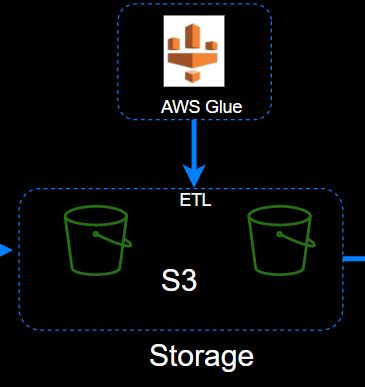 AWS Glue
ETL
S3
Storage